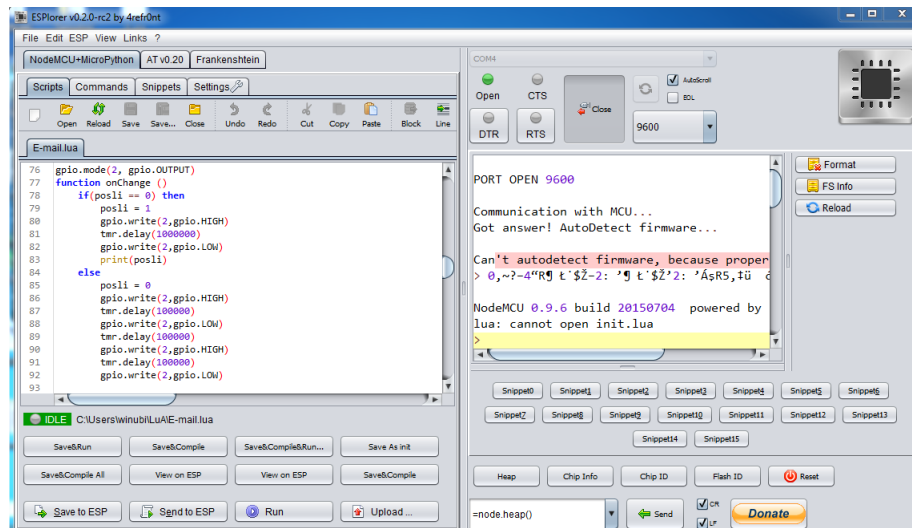 ESPlorer v0.2.0-rc2 by 4refr0nt
File Edit ESP View Links ?
NodeMCU+MicroPython AT v0.20 Frankenstein
Scripts Commands Snippets Settings
Open Reload Save Save... Close Undo Redo Cut Copy Paste Block Line
E-mail.lua
76 gpio.mode(2, gpio.OUTPUT)
77 function onChange ()
78 if(posli == 0) then
79 posli = 1
80 gpio.write(2,gpio.HIGH)
81 tmr.delay(1000000)
82 gpio.write(2,gpio.LOW)
83 print(posli)
84 else
85 posli = 0
86 gpio.write(2,gpio.HIGH)
87 tmr.delay(100000)
88 gpio.write(2,gpio.LOW)
89 tmr.delay(100000)
90 gpio.write(2,gpio.HIGH)
91 tmr.delay(100000)
92 gpio.write(2,gpio.LOW)
93
IDLE C:\Users\winubi\LuA\E-mail.lua
Save&Run Save&Compile Save&Compile&Run... Save As init
Save&Compile All View on ESP View on ESP Save&Compile
Save to ESP Send to ESP Run Upload ...
COM4
Open CTS Close AutoScroll
EOL
DTR RTS 9600
PORT OPEN 9600
Communication with MCU...
Got answer! AutoDetect firmware...
Can't autodetect firmware, because proper
>
NodeMCU 0.9.6 build 20150704 powered by
lua: cannot open init.lua
>
Format
FS Info
Reload
Snippet0 Snippet1 Snippet2 Snippet3 Snippet4 Snippet5 Snippet6
Snippet7 Snippet8 Snippet9 Snippet10 Snippet11 Snippet12 Snippet13
Snippet14 Snippet15
Heap Chip Info Chip ID Flash ID Reset
=node.heap() Send CR Donate
LF